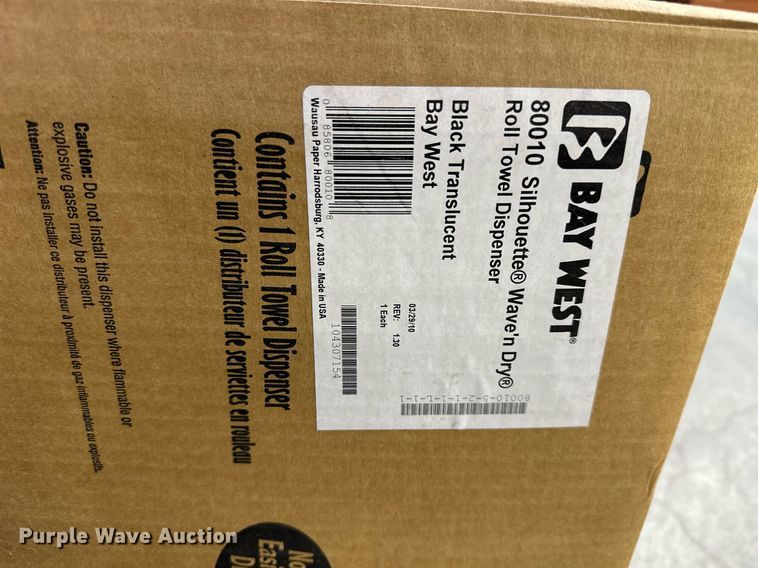 BAY WEST®
80010 Silhouette® Wave'n Dry®
Roll Towel Dispenser
Black Translucent
Bay West
0 85806 80010 8
Wausau Paper Harrodsburg, KY 40330 - Made in USA
03/29/10
REV: 1.30
1 Each
104307154
80010-5-2-1-1-L-1-1
Contains 1 Roll Towel Dispenser
Contient un (1) distributeur de serviettes en rouleau
Caution: Do not install this dispenser where flammable or
explosive gases may be present.
Attention: Ne pas installer ce distributeur à proximité de gaz inflammables ou explosifs.
Purple Wave Auction